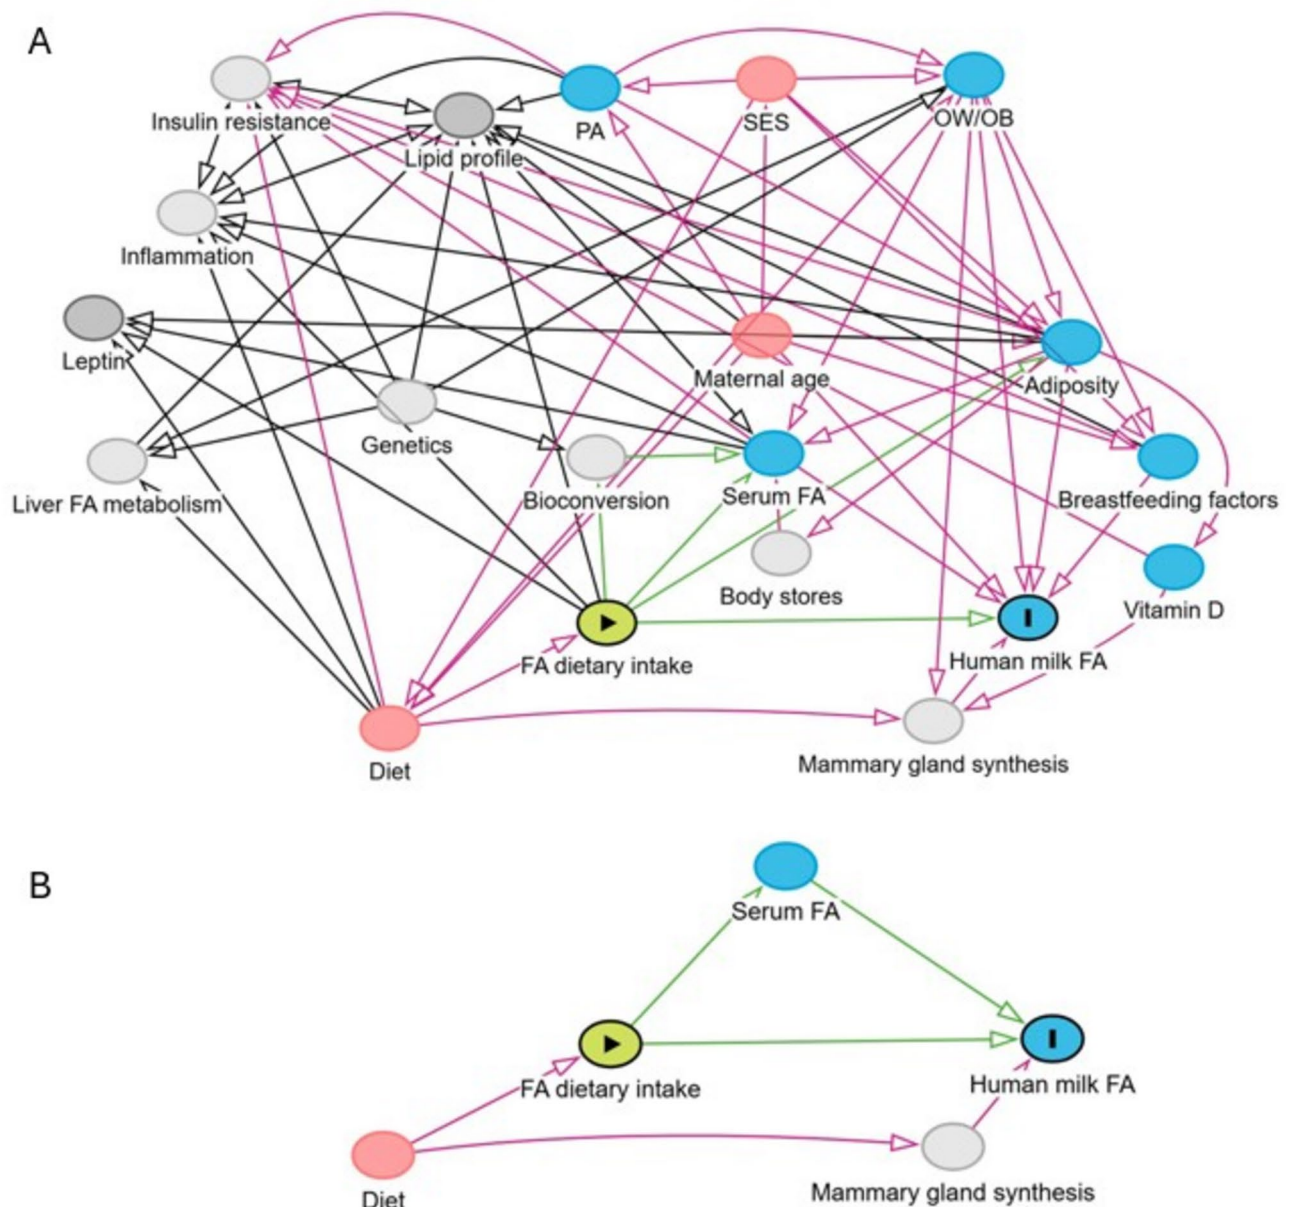 A
Insulin resistance
PA
SES
OW/OB
Lipid profile
Inflammation
Leptin
Maternal age
Adiposity
Genetics
Liver FA metabolism
Bioconversion
Serum FA
Breastfeeding factors
Body stores
Vitamin D
FA dietary intake
Human milk FA
Diet
Mammary gland synthesis
B
Serum FA
FA dietary intake
Human milk FA
Diet
Mammary gland synthesis